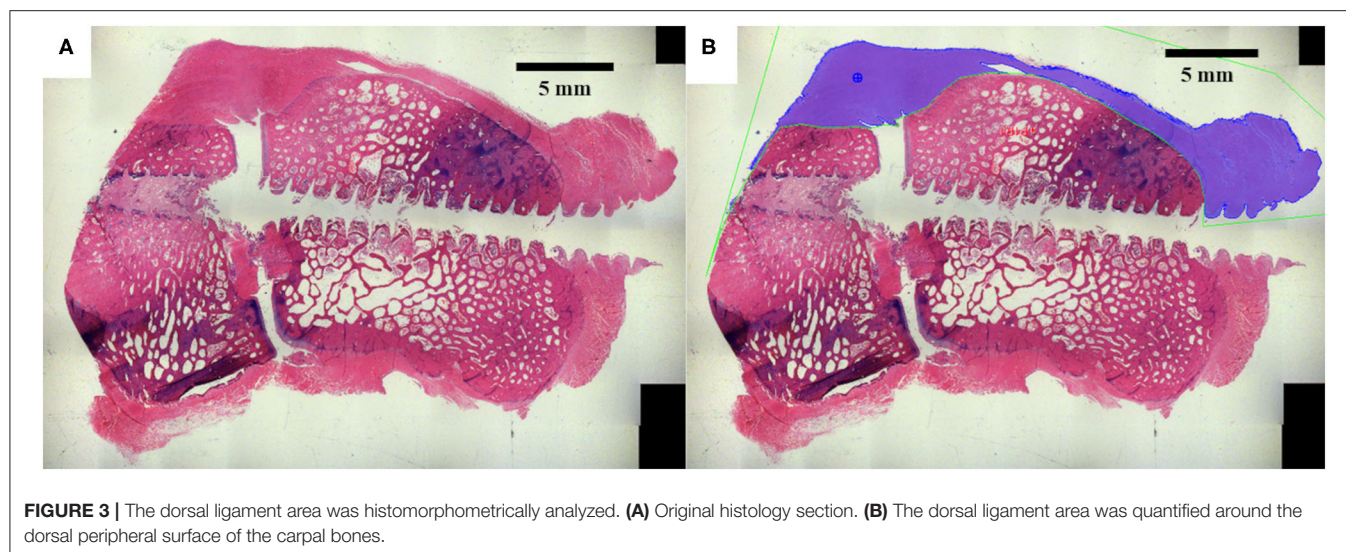 A
5 mm
B
5 mm
FIGURE 3 | The dorsal ligament area was histomorphometrically analyzed. (A) Original histology section. (B) The dorsal ligament area was quantified around the
dorsal peripheral surface of the carpal bones.